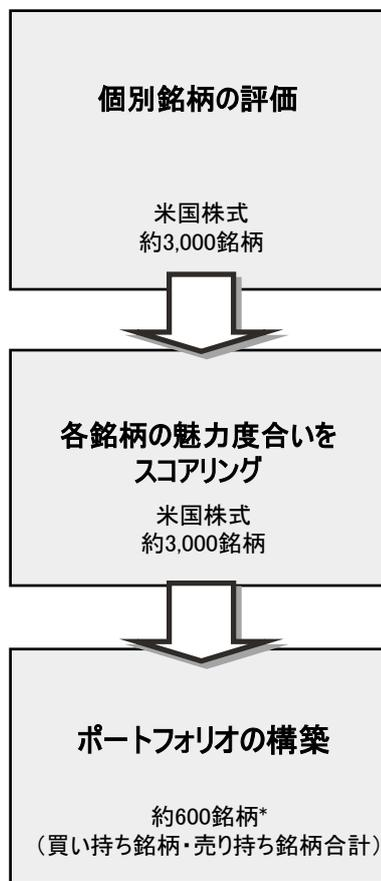 個別銘柄の評価
米国株式
約3,000銘柄
各銘柄の魅力度合いを
スコアリング
米国株式
約3,000銘柄
ポートフォリオの構築
約600銘柄*
（買い持ち銘柄・売り持ち銘柄合計）